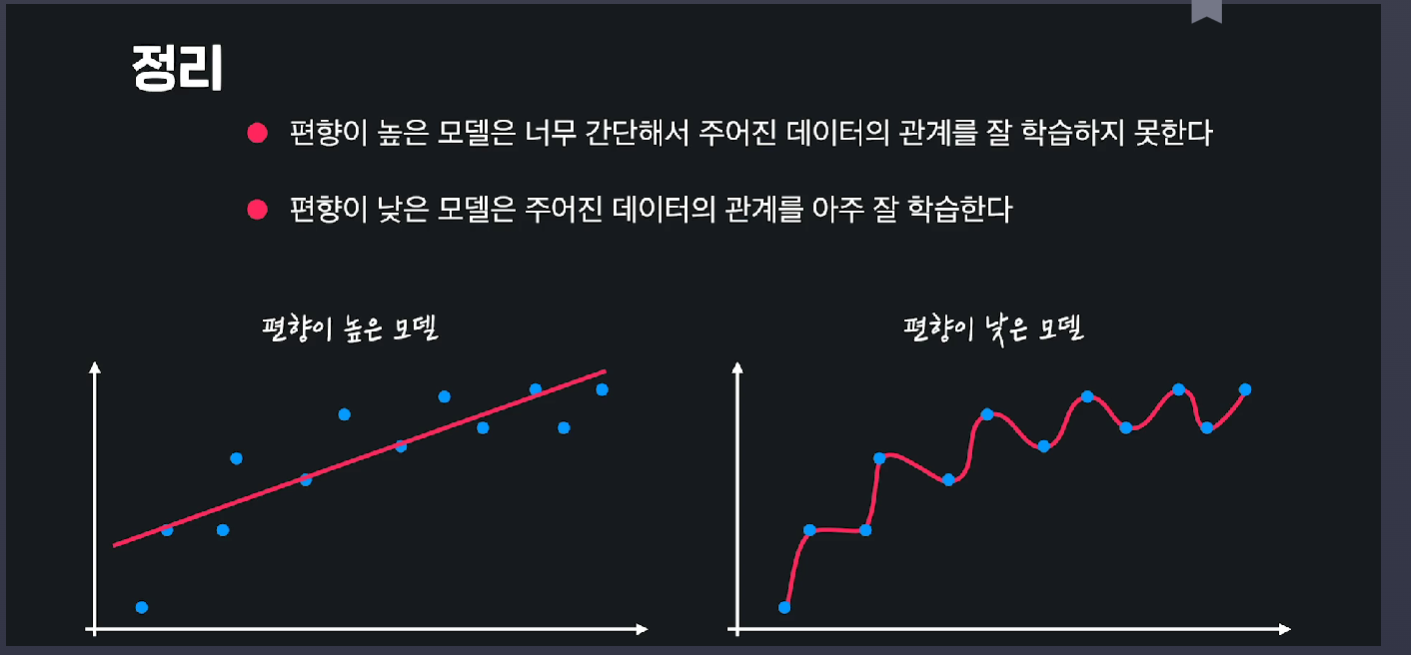 정리
편향이 높은 모델은 너무 간단해서 주어진 데이터의 관계를 잘 학습하지 못한다
편향이 낮은 모델은 주어진 데이터의 관계를 아주 잘 학습한다
편향이 높은 모델
편향이 낮은 모델